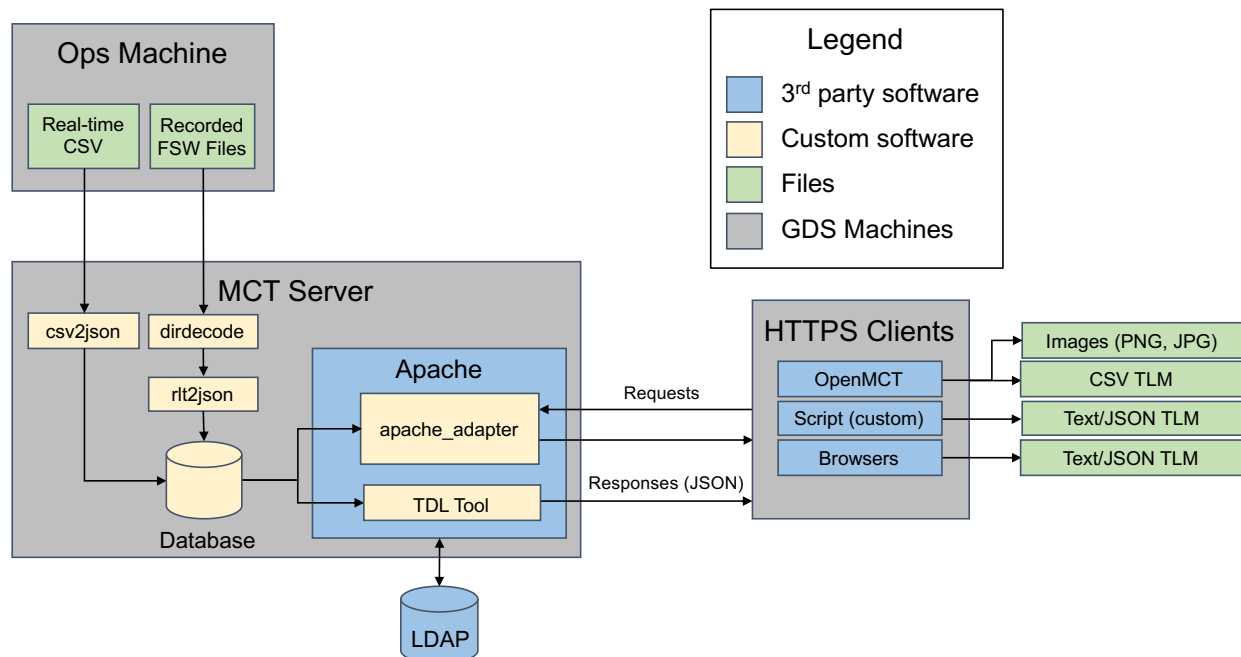 Ops Machine
Real-time
CSV
Recorded
FSW Files
Legend
3rd party software
Custom software
Files
GDS Machines
MCT Server
csv2json
dirdecode
rlt2json
Database
Apache
apache_adapter
TDL Tool
LDAP
Requests
Responses (JSON)
HTTPS Clients
OpenMCT
Script (custom)
Browsers
Images (PNG, JPG)
CSV TLM
Text/JSON TLM
Text/JSON TLM